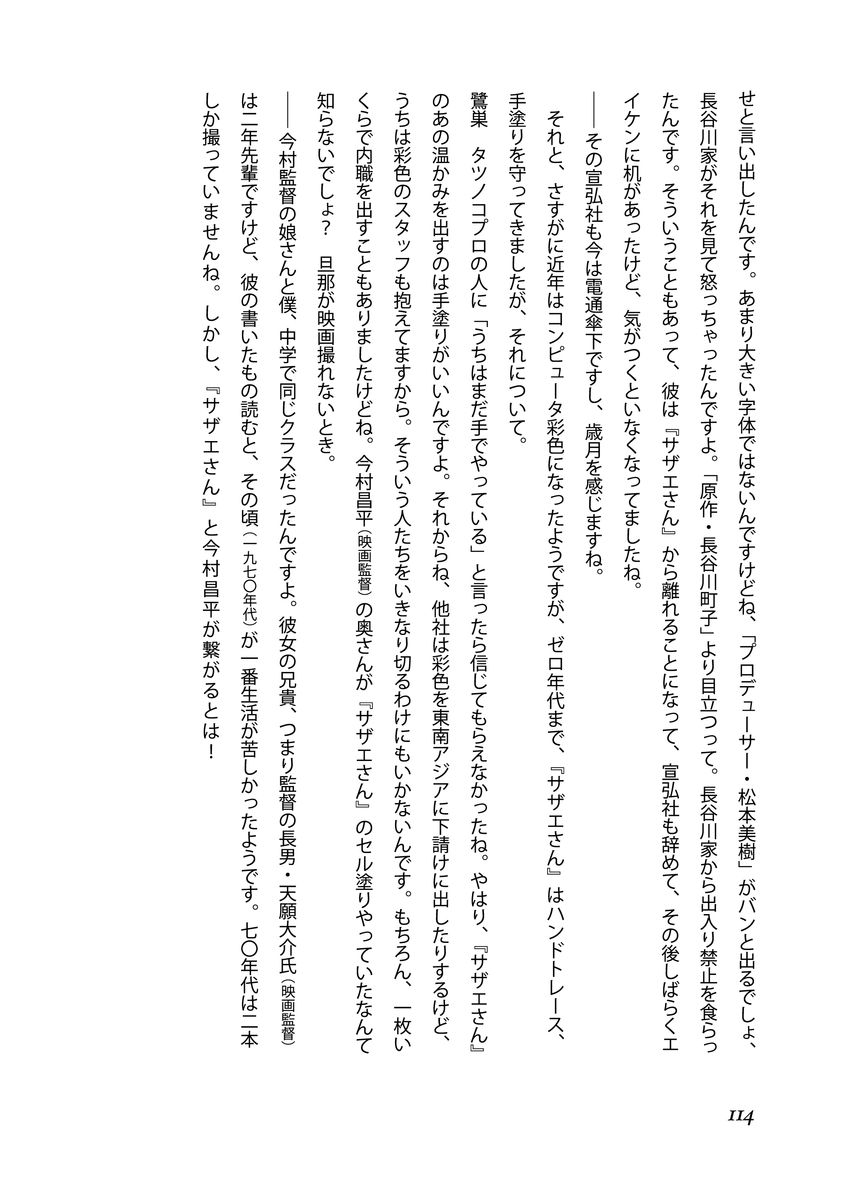 せと言い出したんです。あまり大きい字体ではないんですけどね、「プロデューサー・松本美樹」がバンと出るでしょ、
長谷川家がそれを見て怒っちゃったんですよ。「原作・長谷川町子」より目立つって。長谷川家から出入り禁止を食らっ
たんです。そういうこともあって、彼は『サザエさん』から離れることになって、宣弘社も辞めて、その後しばらくエ
イケンに机があったけど、気がつくといなくなってましたね。
――その宣弘社も今は電通傘下ですし、歳月を感じますね。
それと、さすがに近年はコンピュータ彩色になったようですが、ゼロ年代まで、『サザエさん』はハンドトレース、
手塗りを守ってきましたが、それについて。
鷺巣　タツノコプロの人に「うちはまだ手でやっている」と言ったら信じてもらえなかったね。やはり、『サザエさん』
のあの温かみを出すのは手塗りがいいんですよ。それからね、他社は彩色を東南アジアに下請けに出したりするけど、
うちは彩色のスタッフも抱えてますから。そういう人たちをいきなり切るわけにもいかないんです。もちろん、一枚い
くらで内職を出すこともありましたけどね。今村昌平（映画監督）の奥さんが『サザエさん』のセル塗りやっていたなんて
知らないでしょ？　旦那が映画撮れないとき。
――今村監督の娘さんと僕、中学で同じクラスだったんですよ。彼女の兄貴、つまり監督の長男・天願大介氏（映画監督）
は二年先輩ですけど、彼の書いたもの読むと、その頃（一九七〇年代）が一番生活が苦しかったようです。七〇年代は二本
しか撮っていませんね。しかし、『サザエさん』と今村昌平が繋がるとは！
114